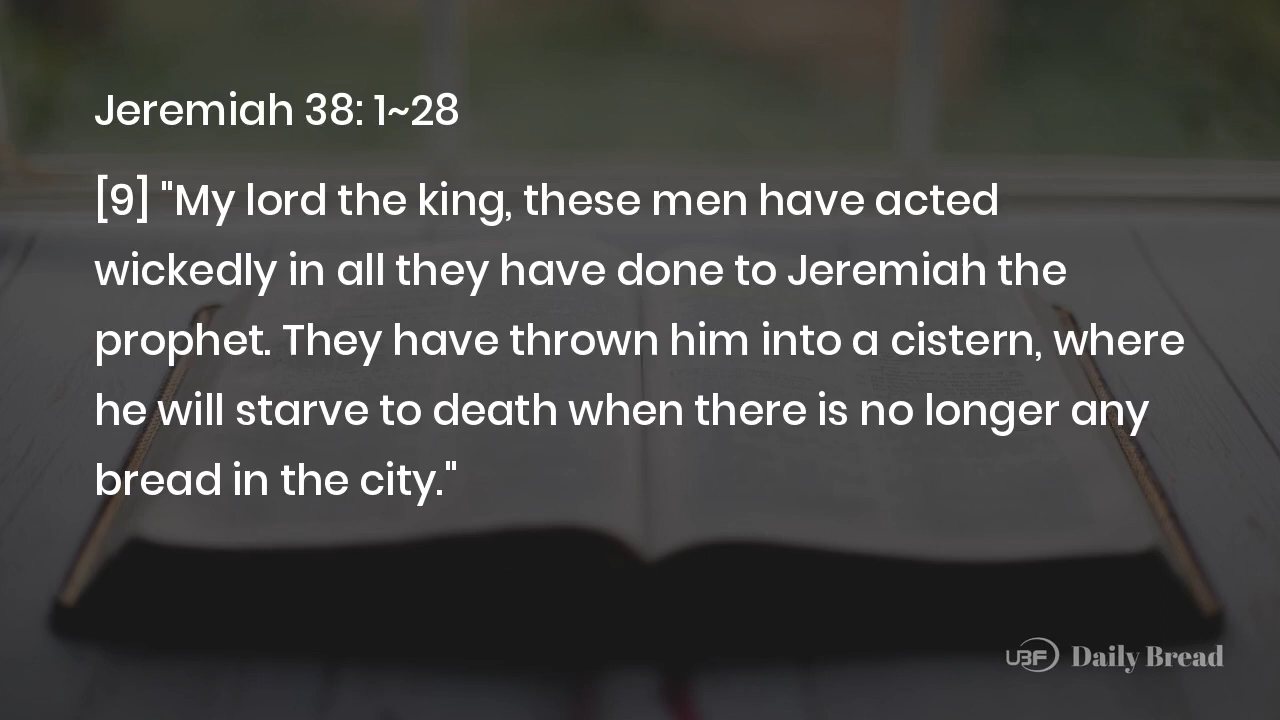 Jeremiah 38: 1~28
[9] "My lord the king, these men have acted
wickedly in all they have done to Jeremiah the
prophet. They have thrown him into a cistern, where
he will starve to death when there is no longer any
bread in the city."
UBF Daily Bread